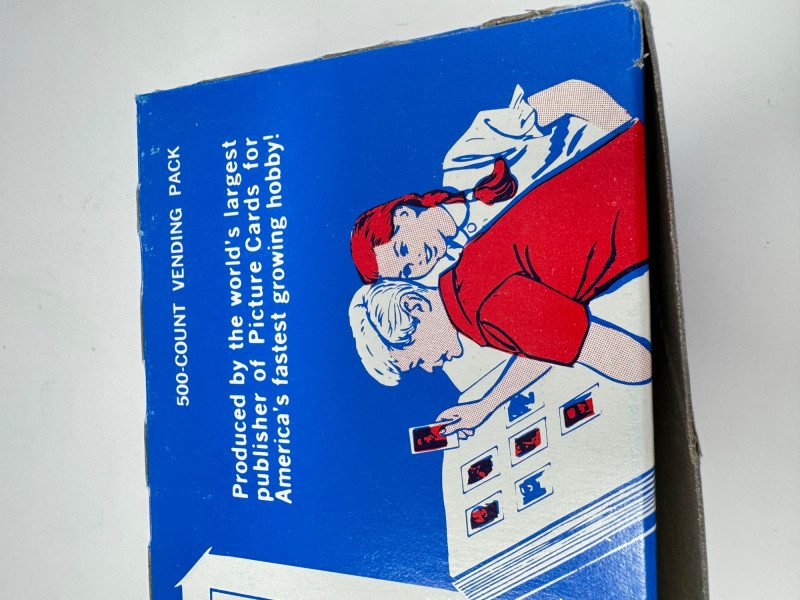 500-COUNT VENDING PACK
Produced by the world's largest
publisher of Picture Cards for
America's fastest growing hobby!